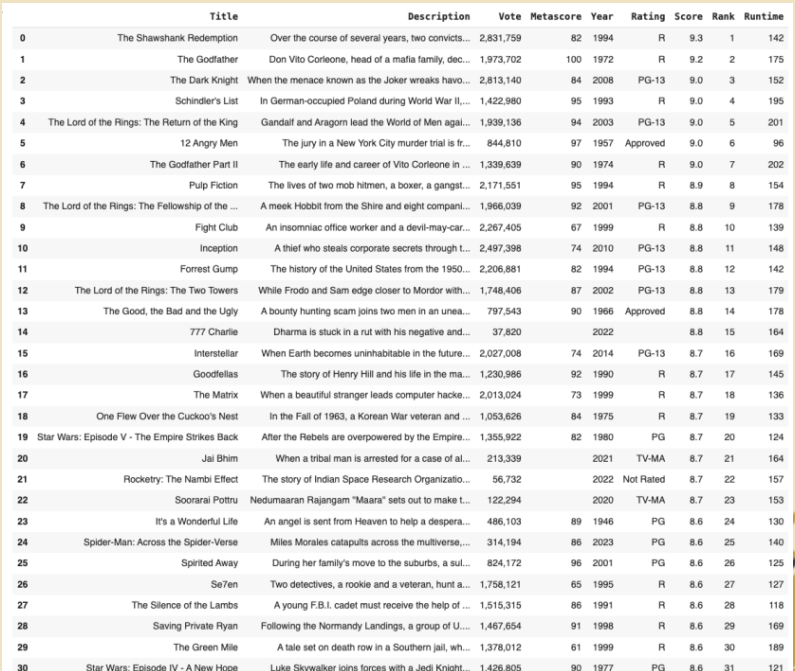 Title Description Vote Metascore Year Rating Score Rank Runtime
0 The Shawshank Redemption Over the course of several years, two convicts... 2,831,759 82 1994 R 9.3 1 142
1 The Godfather Don Vito Corleone, head of a mafia family, dec... 1,973,702 100 1972 R 9.2 2 175
2 The Dark Knight When the menace known as the Joker wreaks havo... 2,813,140 84 2008 PG-13 9.0 3 152
3 Schindler's List In German-occupied Poland during World War II,... 1,422,980 95 1993 R 9.0 4 195
4 The Lord of the Rings: The Return of the King Gandalf and Aragorn lead the World of Men agai... 1,939,136 94 2003 PG-13 9.0 5 201
5 12 Angry Men The jury in a New York City murder trial is fr... 844,810 97 1957 Approved 9.0 6 96
6 The Godfather Part II The early life and career of Vito Corleone in ... 1,339,639 90 1974 R 9.0 7 202
7 Pulp Fiction The lives of two mob hitmen, a boxer, a gangst... 2,171,551 95 1994 R 8.9 8 154
8 The Lord of the Rings: The Fellowship of the ... A meek Hobbit from the Shire and eight compani... 1,966,039 92 2001 PG-13 8.8 9 178
9 Fight Club An insomniac office worker and a devil-may-car... 2,267,405 67 1999 R 8.8 10 139
10 Inception A thief who steals corporate secrets through t... 2,497,398 74 2010 PG-13 8.8 11 148
11 Forrest Gump The history of the United States from the 1950... 2,206,881 82 1994 PG-13 8.8 12 142
12 The Lord of the Rings: The Two Towers While Frodo and Sam edge closer to Mordor with... 1,748,406 87 2002 PG-13 8.8 13 179
13 The Good, the Bad and the Ugly A bounty hunting scam joins two men in an unea... 797,543 90 1966 Approved 8.8 14 178
14 777 Charlie Dharma is stuck in a rut with his negative and... 37,820 2022 8.8 15 164
15 Interstellar When Earth becomes uninhabitable in the future... 2,027,008 74 2014 PG-13 8.7 16 169
16 Goodfellas The story of Henry Hill and his life in the ma... 1,230,986 92 1990 R 8.7 17 145
17 The Matrix When a beautiful stranger leads computer hacke... 2,013,024 73 1999 R 8.7 18 136
18 One Flew Over the Cuckoo's Nest In the Fall of 1963, a Korean War veteran and ... 1,053,626 84 1975 R 8.7 19 133
19 Star Wars: Episode V - The Empire Strikes Back After the Rebels are overpowered by the Empire... 1,355,922 82 1980 PG 8.7 20 124
20 Jai Bhim When a tribal man is arrested for a case of al... 213,339 2021 TV-MA 8.7 21 164
21 Rocketry: The Nambi Effect The story of Indian Space Research Organizatio... 56,732 2022 Not Rated 8.7 22 157
22 Soorarai Pottru Nedumaaran Rajangam "Maara" sets out to make t... 122,294 2020 TV-MA 8.7 23 153
23 It's a Wonderful Life An angel is sent from Heaven to help a despera... 486,103 89 1946 PG 8.6 24 130
24 Spider-Man: Across the Spider-Verse Miles Morales catapults across the multiverse,... 314,194 86 2023 PG 8.6 25 140
25 Spirited Away During her family's move to the suburbs, a sul... 824,172 96 2001 PG 8.6 26 125
26 Se7en Two detectives, a rookie and a veteran, hunt a... 1,758,121 65 1995 R 8.6 27 127
27 The Silence of the Lambs A young F.B.I. cadet must receive the help of ... 1,515,315 86 1991 R 8.6 28 118
28 Saving Private Ryan Following the Normandy Landings, a group of U.... 1,467,654 91 1998 R 8.6 29 169
29 The Green Mile A tale set on death row in a Southern jail, wh... 1,378,012 61 1999 R 8.6 30 189
30 Star Wars: Episode IV - A New Hope Luke Skywalker joins forces with a Jedi Knight... 1,426,805 90 1977 PG 8.6 31 121